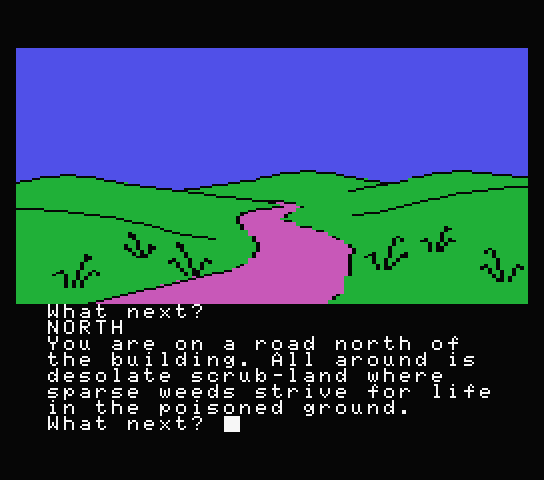 What next?
NORTH
You are on a road north of
the building. All around is
desolate scrub-land where
sparse weeds strive for life
in the poisoned ground.
What next?